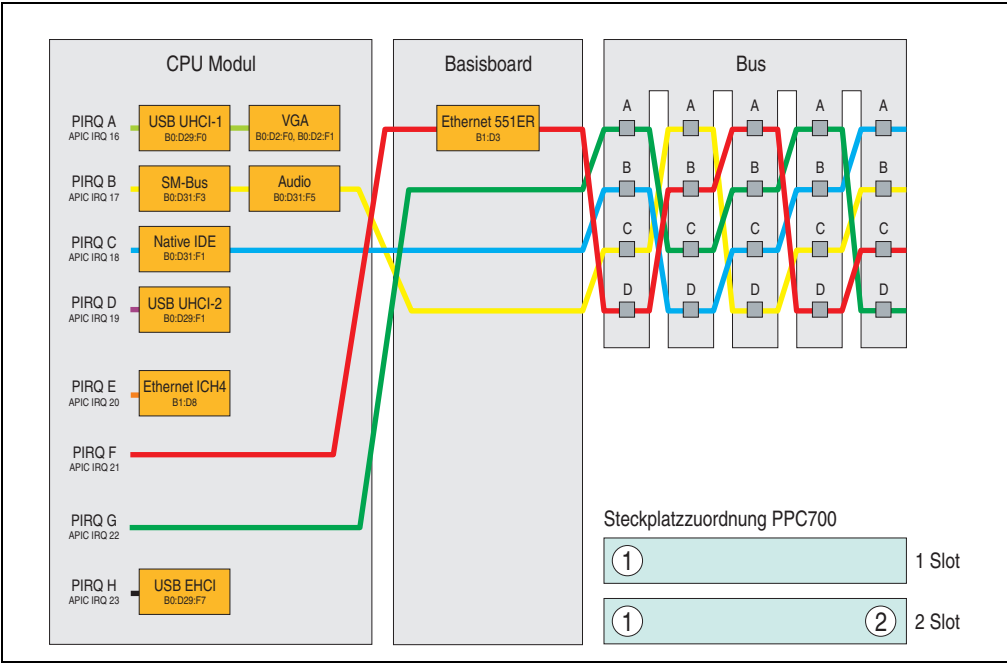 CPU Modul
Basisboard
Bus
PIRQ A
APIC IRQ 16
USB UHCI-1
B0:D29:F0
VGA
B0:D2:F0, B0:D2:F1
Ethernet 551ER
B1:D3
A A A A A
PIRQ B
APIC IRQ 17
SM-Bus
B0:D31:F3
Audio
B0:D31:F5
B B B B B
PIRQ C
APIC IRQ 18
Native IDE
B0:D31:F1
C C C C C
PIRQ D
APIC IRQ 19
USB UHCI-2
B0:D29:F1
D D D D D
PIRQ E
APIC IRQ 20
Ethernet ICH4
B1:D8
PIRQ F
APIC IRQ 21
PIRQ G
APIC IRQ 22
PIRQ H
APIC IRQ 23
USB EHCI
B0:D29:F7
Steckplatzzuordnung PPC700
1 1 Slot
1 2 2 Slot